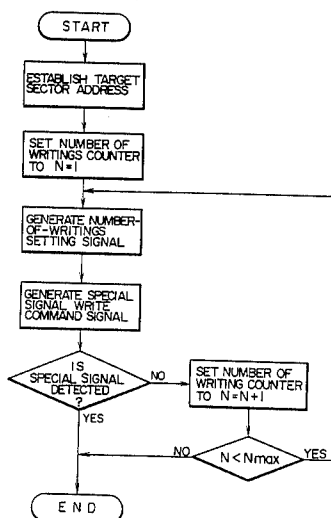 START
ESTABLISH TARGET
SECTOR ADDRESS
SET NUMBER OF
WRITINGS COUNTER
TO N=1
GENERATE NUMBER-
OF-WRITINGS
SETTING SIGNAL
GENERATE SPECIAL
SIGNAL WRITE
COMMAND SIGNAL
IS
SPECIAL SIGNAL
DETECTED
?
NO
YES
SET NUMBER OF
WRITING COUNTER
TO N=N+1
NO
N<Nmax
YES
END